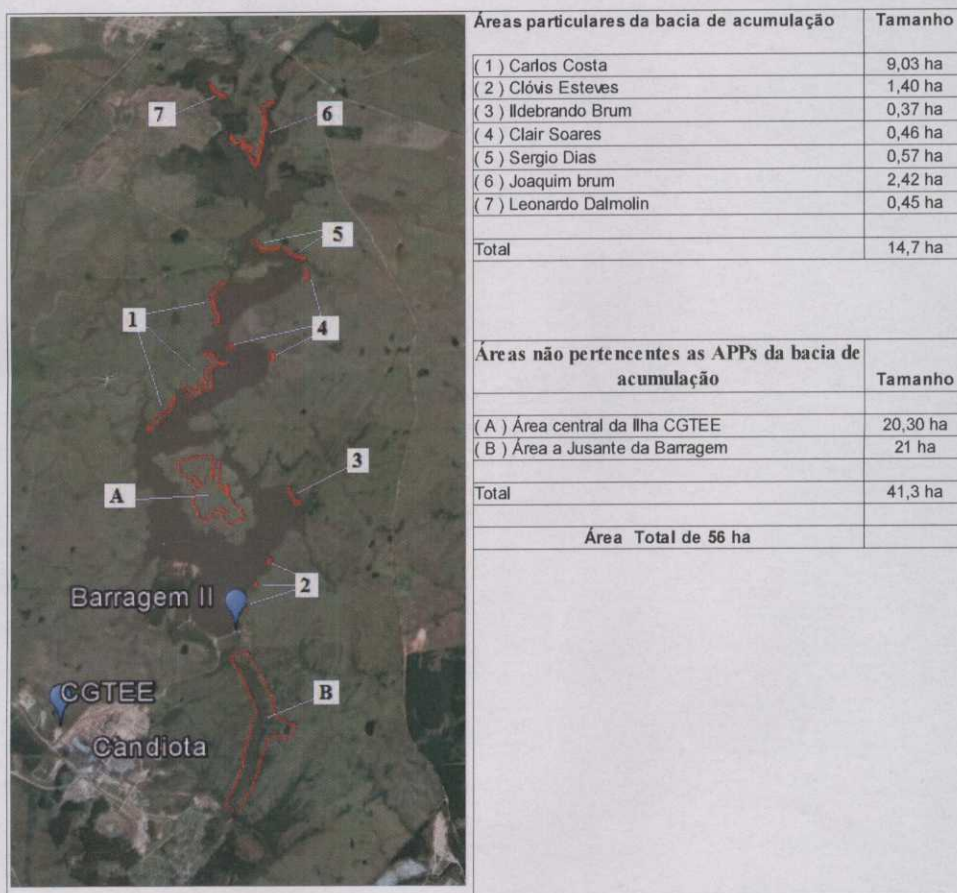 7
6
5
1
4
3
A
2
Barragem II
B
CGTEE
Candiota
Áreas particulares da bacia de acumulação Tamanho
( 1 ) Carlos Costa 9,03 ha
( 2 ) Clóvis Esteves 1,40 ha
( 3 ) Ildebrando Brum 0,37 ha
( 4 ) Clair Soares 0,46 ha
( 5 ) Sergio Dias 0,57 ha
( 6 ) Joaquim brum 2,42 ha
( 7 ) Leonardo Dalmolin 0,45 ha
Total 14,7 ha
Áreas não pertencentes as APPs da bacia de
acumulação Tamanho
( A ) Área central da Ilha CGTEE 20,30 ha
( B ) Área a Jusante da Barragem 21 ha
Total 41,3 ha
Área Total de 56 ha